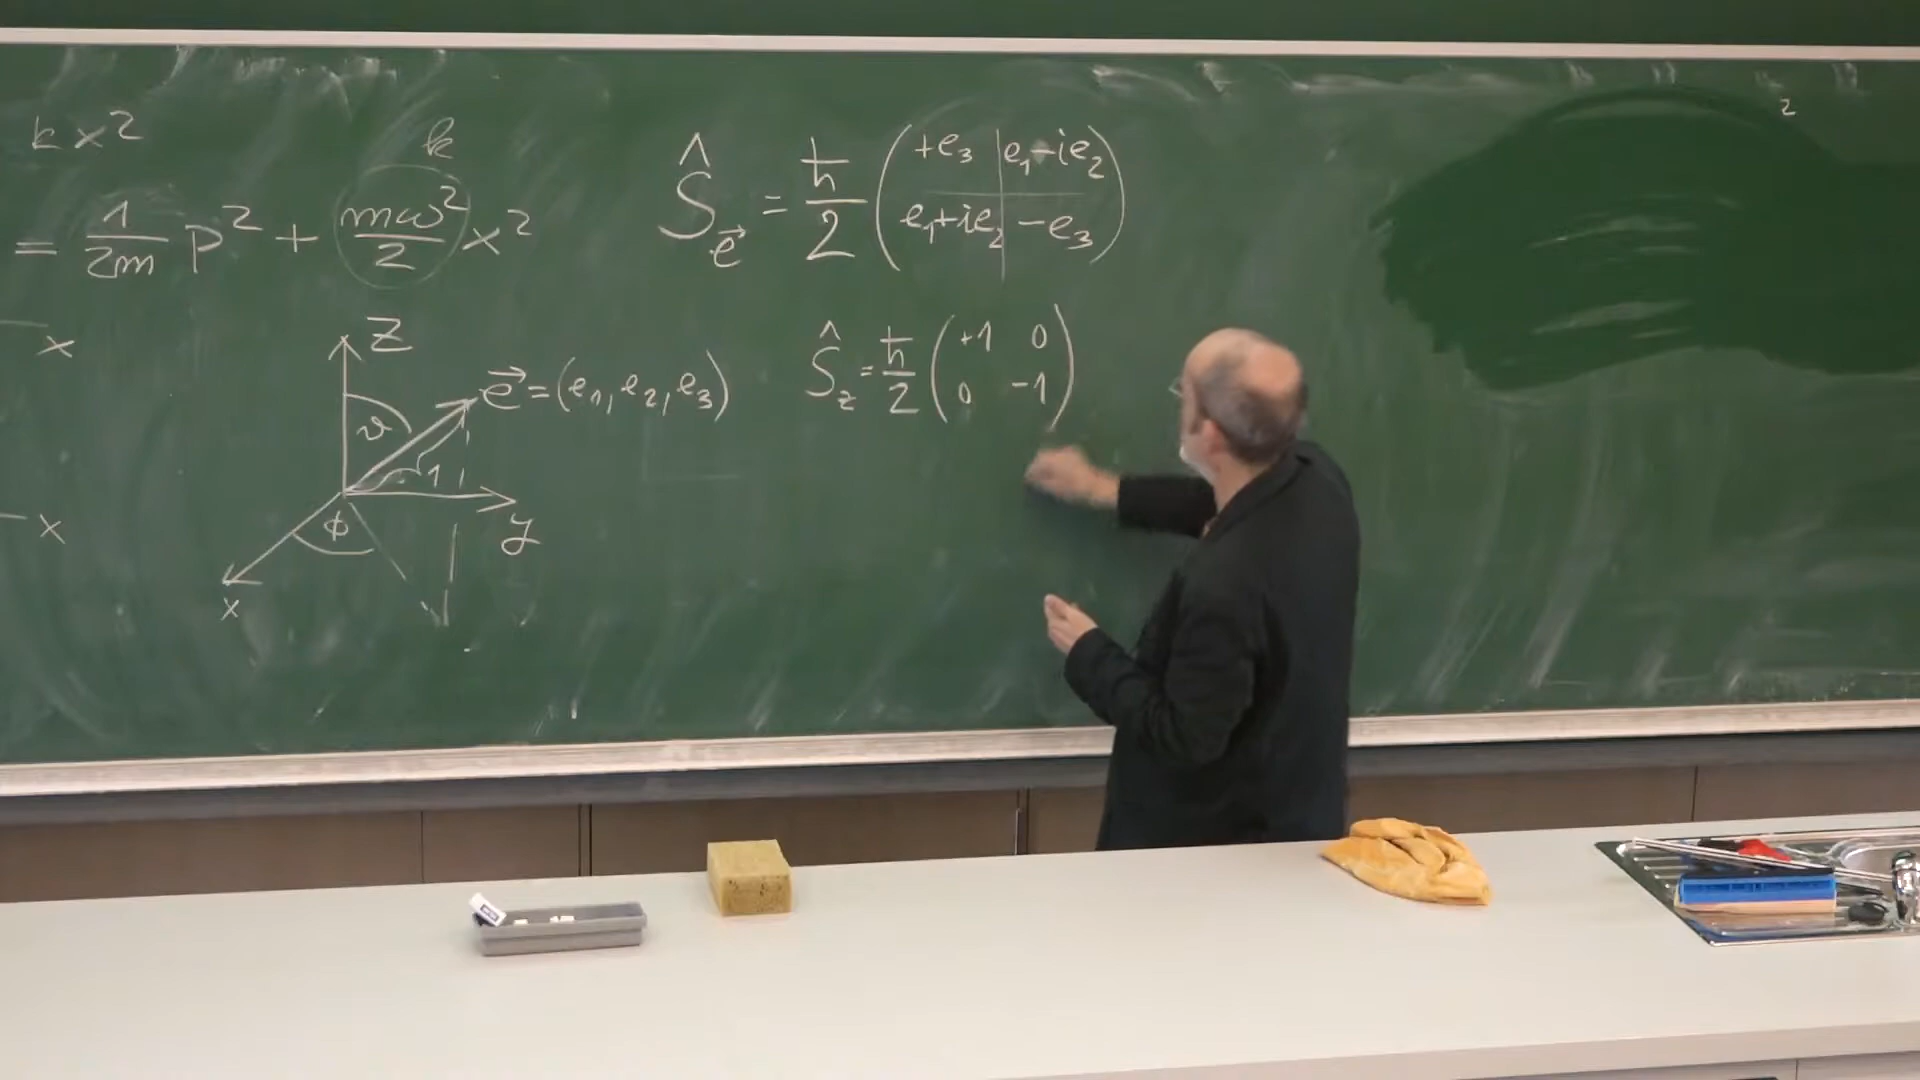 k x²
k
= 1/2m p² + mω²/2 x²
Ŝ_e⃗ = ħ/2 ( +e₃ | e₁-ie₂
e₁+ie₂ | -e₃ )
2
x
z
e⃗ = (e₁, e₂, e₃)
ϑ
1
Ŝ_z = ħ/2 ( +1 0
0 -1 )
x
ϕ
y
x